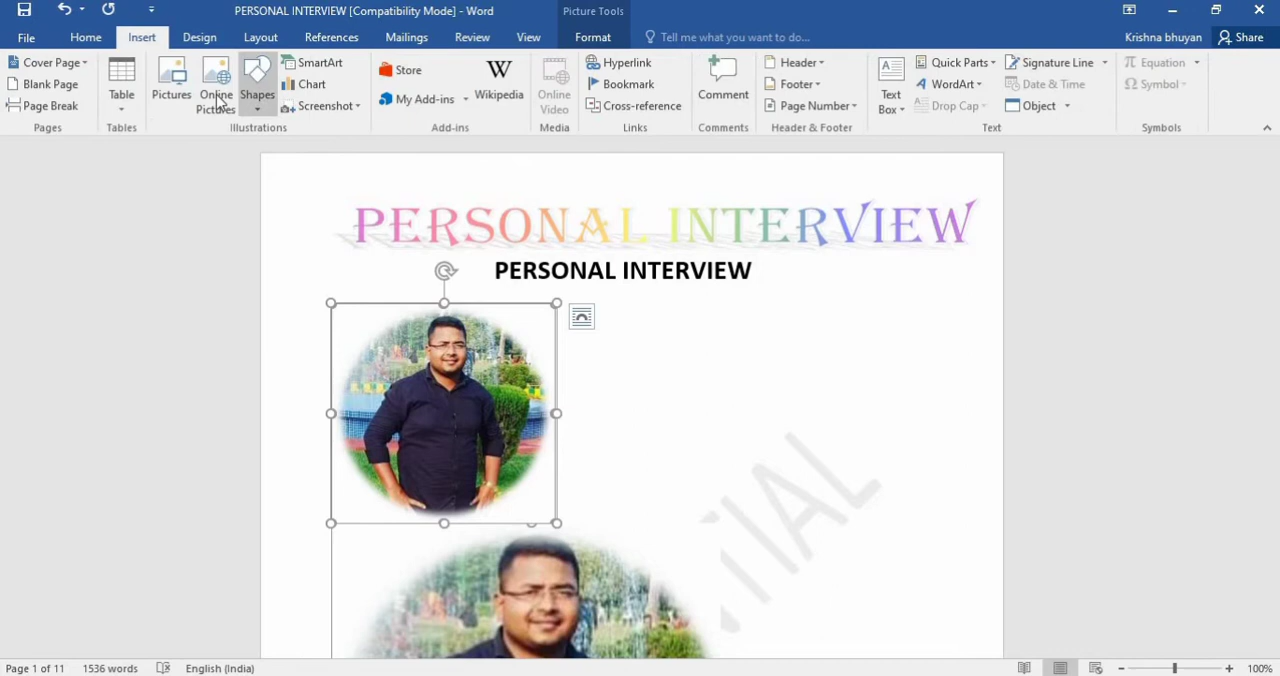 PERSONAL INTERVIEW [Compatibility Mode] - Word
Picture Tools
File
Home
Insert
Design
Layout
References
Mailings
Review
View
Format
Tell me what you want to do...
Krishna bhuyan
Share
Cover Page
Blank Page
Page Break
Pages
Table
Tables
Pictures
Online
Pictures
Shapes
SmartArt
Chart
Screenshot
Illustrations
Store
My Add-ins
W
Wikipedia
Add-ins
Online
Video
Media
Hyperlink
Bookmark
Cross-reference
Links
Comment
Comments
Header
Footer
Page Number
Header & Footer
Text
Box
Quick Parts
WordArt
Drop Cap
Signature Line
Date & Time
Object
Text
Equation
Symbol
Symbols
PERSONAL INTERVIEW
PERSONAL INTERVIEW
TIAL
Page 1 of 11
1536 words
English (India)
100%